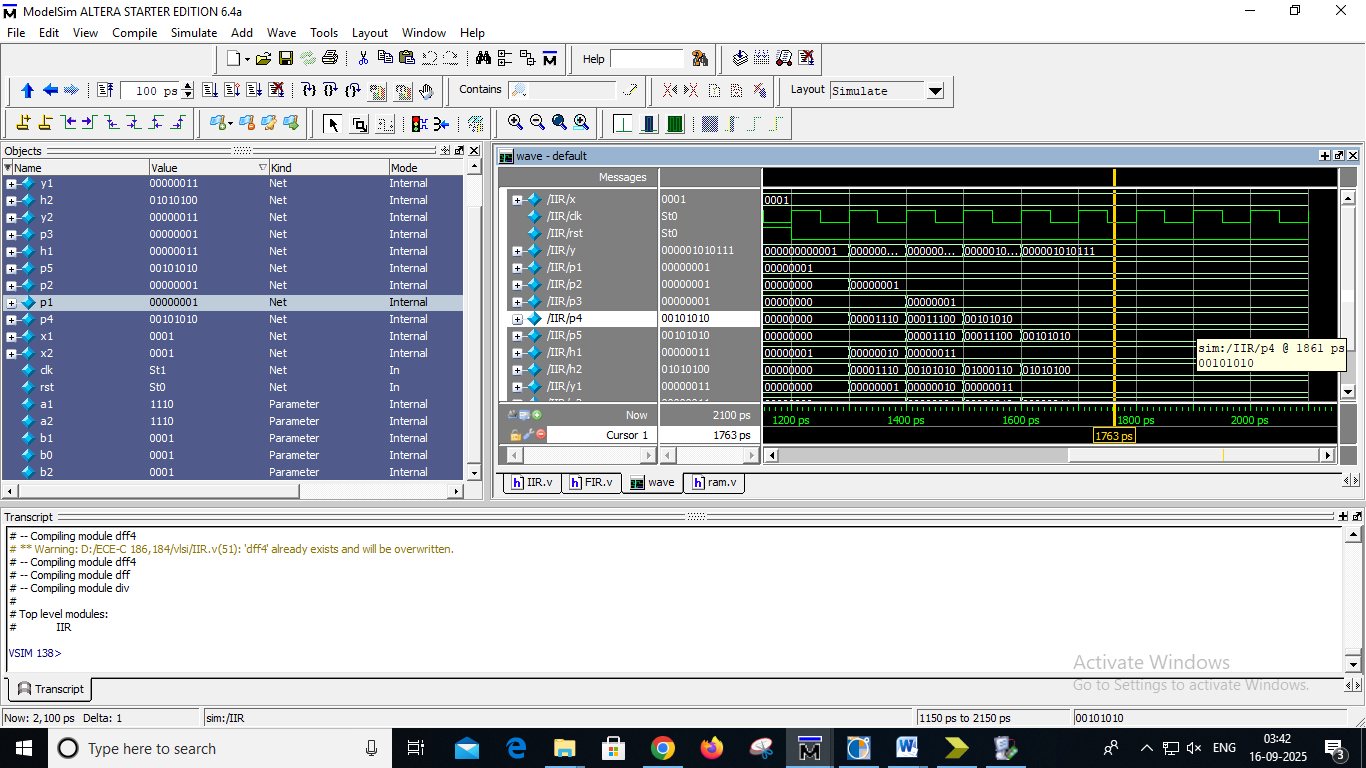 ModelSim ALTERA STARTER EDITION 6.4a
File Edit View Compile Simulate Add Wave Tools Layout Window Help
Help
100 ps
Contains
Layout Simulate
Objects
Name Value Kind Mode
y1 00000011 Net Internal
h2 01010100 Net Internal
y2 00000011 Net Internal
p3 00000001 Net Internal
h1 00000011 Net Internal
p5 00101010 Net Internal
p2 00000001 Net Internal
p1 00000001 Net Internal
p4 00101010 Net Internal
x1 0001 Net Internal
x2 0001 Net Internal
clk St1 Net In
rst St0 Net In
a1 1110 Parameter Internal
a2 1110 Parameter Internal
b1 0001 Parameter Internal
b0 0001 Parameter Internal
b2 0001 Parameter Internal
wave - default
Messages
/IIR/x 0001 0001
/IIR/clk St0
/IIR/rst St0
/IIR/y 000001010111 000000000001 000000... 000000... 0000010... 000001010111
/IIR/p1 00000001 00000001
/IIR/p2 00000001 00000000 00000001
/IIR/p3 00000001 00000000 00000001
/IIR/p4 00101010 00000000 00001110 00011100 00101010
/IIR/p5 00101010 00000000 00001110 00011100 00101010
/IIR/h1 00000011 00000001 00000010 00000011
/IIR/h2 01010100 00000000 00001110 00101010 01000110 01010100
/IIR/y1 00000011 00000000 00000001 00000010 00000011
sim:/IIR/p4 @ 1861 ps
00101010
Now 2100 ps 1200 ps 1400 ps 1600 ps 1800 ps 2000 ps
Cursor 1 1763 ps 1763 ps
IIR.v FIR.v wave ram.v
Transcript
# -- Compiling module dff4
# ** Warning: D:/ECE-C 186,184/vlsi/IIR.v(51): 'dff4' already exists and will be overwritten.
# -- Compiling module dff4
# -- Compiling module dff
# -- Compiling module div
#
# Top level modules:
# IIR
VSIM 138>
Activate Windows
Go to Settings to activate Windows.
Transcript
Now: 2,100 ps Delta: 1 sim:/IIR 1150 ps to 2150 ps 00101010
Type here to search
ENG
03:42
16-09-2025
3